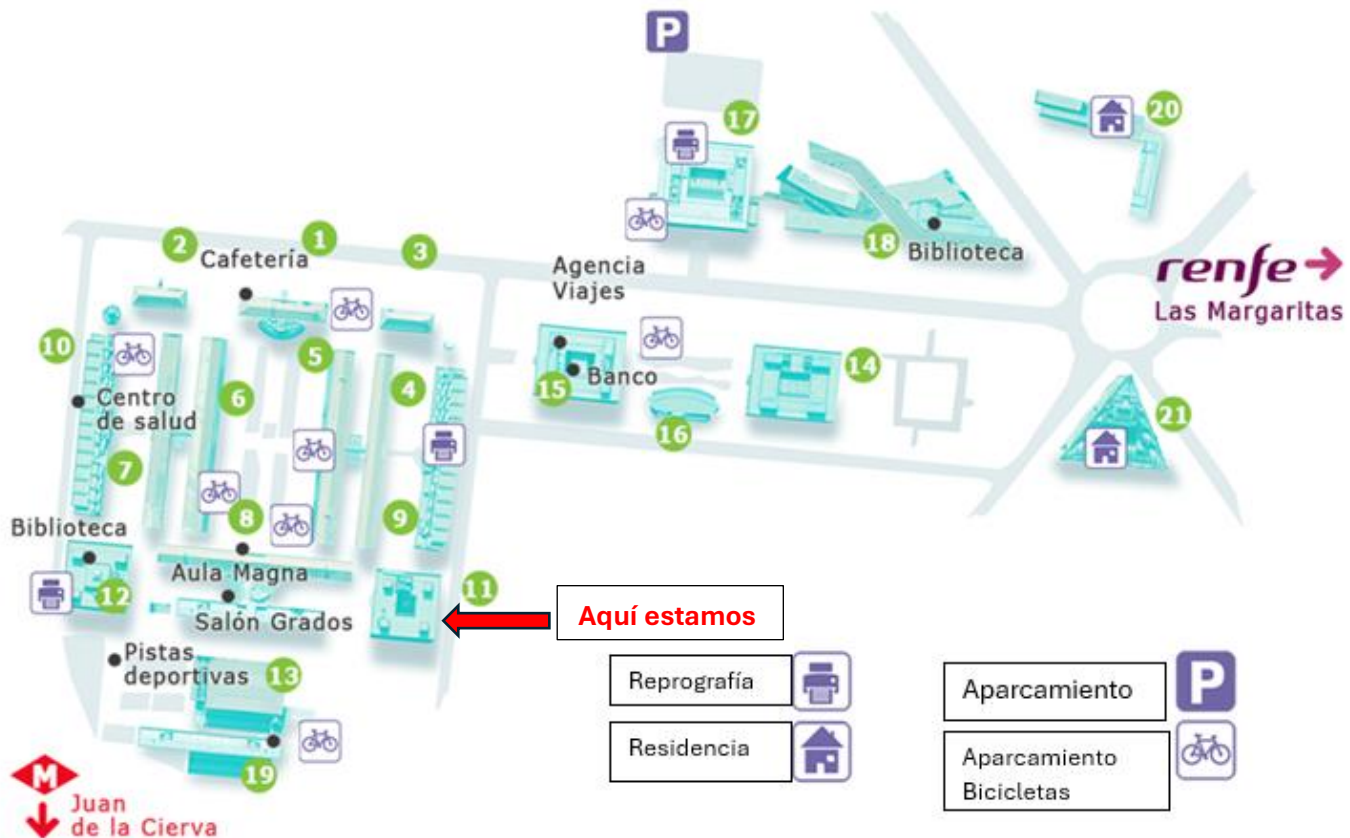 P
17
20
2
1
3
Cafetería
18
Biblioteca
Agencia
Viajes
renfe
Las Margaritas
10
5
15
Banco
14
Centro
de salud
6
4
16
21
7
8
9
Biblioteca
12
Aula Magna
11
Salón Grados
Aquí estamos
Pistas
deportivas
13
19
M
Juan
de la Cierva
Reprografía
Residencia
Aparcamiento
P
Aparcamiento
Bicicletas